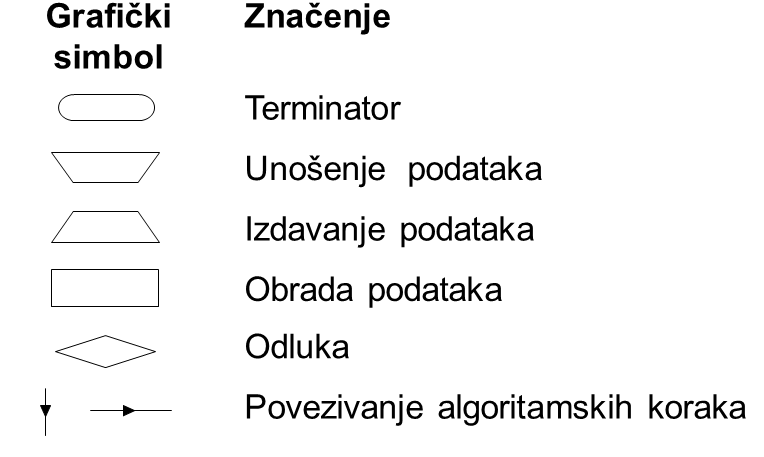 Grafički Značenje
simbol
Terminator
Unošenje podataka
Izdavanje podataka
Obrada podataka
Odluka
Povezivanje algoritamskih koraka